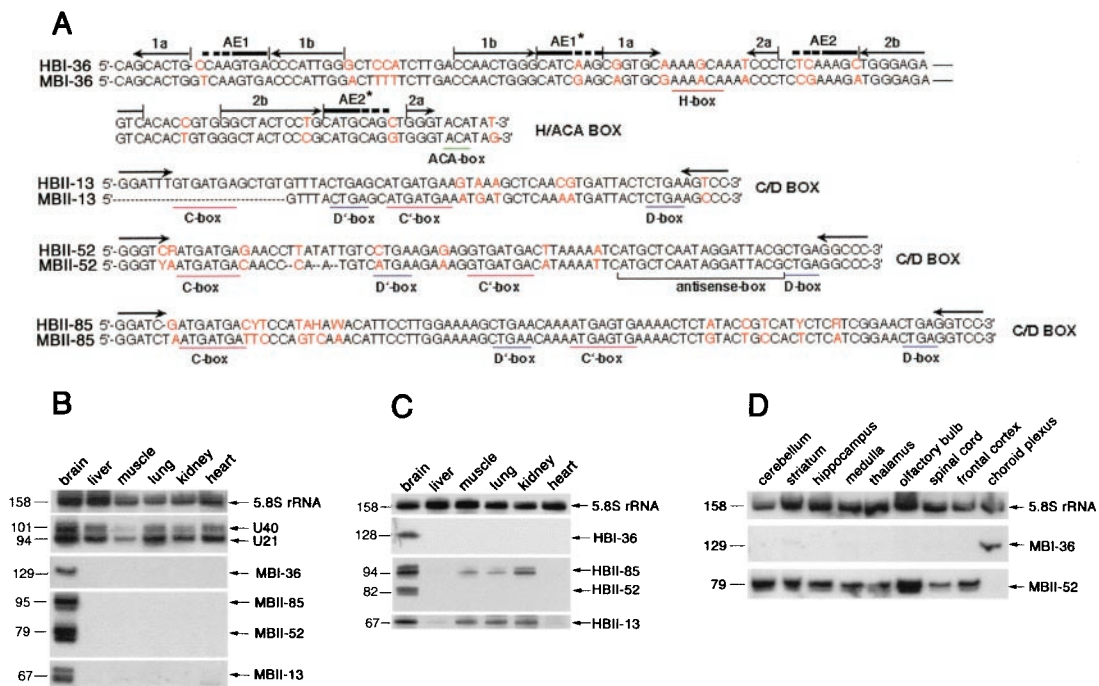 A
1a AE1 1b 1b AE1* 1a 2a AE2 2b
HBI-36 5'-CAGCACTG-CCAAGTGACCCATTGGGCTCCATCTTGACCAACTGGGGCATCAAGCGGTGCAAAAGCAAATCCCCTCTCAAAGCTGGGAGA
MBI-36 5'-CAGCACTGGTCAAGTGACCCATTGGACTTTTTCTTGACCAACTGGGGCATCGAGCAGTGCGAAAACAAATACCCTCCAAAGATGGGAGA
H-box
2b AE2* 2a
GTCACACCGTGGGCTACTCCTGCATGCAGCTGGGTACATAT-3'
GTCACACTGTGGGCTACTCCCGCATGCAGGTGGGTACATAG-3'
H/ACA BOX
ACA-box
HBII-13 5'-GGATTTGTGATGAGCTGTGTTTACTGAGCATGATGAAGTAAAGCTCAACGTGATTACTCTGAAGTCC-3'
C/D BOX
MBII-13 5'-----------------------GTTTACTGAGCATGATGAAATGATGCTCAAAATGATTACTCTGAAGCCC-3'
C-box D'-box C'-box D-box
HBII-52 5'-GGGTCRATGATGAGAACCTTATATTGTCCTGAAGAGAGGTGATGACTTAAAAATCATGCTCAATAGGATTACGCTGAGGCCC-3'
C/D BOX
MBII-52 5'-GGGTYAATGATGACAACC--CA--A--TGTCATGAAGAAAGGTGATGACATAAAATTCATGCTCAATAGGATTACGCTGAGGCCC-3'
C-box D'-box C'-box antisense-box D-box
HBII-85 5'-GGATC-GATGATGACYTCCATAHAWACATTCCTTGGAAAAGCTGAACAAAATGAGTGAAAACTCTATACCGTCATYCTCRTCGGAACTGAGGTCC-3'
C/D BOX
MBII-85 5'-GGATCTAATGATGATTCCCAGTCAAACATTCCTTGGAAAAGCTGAACAAAATGAGTGAAAACTCTGTACTGCCACTCTCATCGGAACTGAGGTCC-3'
C-box D'-box C'-box D-box
B
brain liver muscle lung kidney heart
158 5.8S rRNA
101 U40
94 U21
129 MBI-36
95 MBII-85
79 MBII-52
67 MBII-13
C
brain liver muscle lung kidney heart
158 5.8S rRNA
128 HBI-36
94 HBII-85
82 HBII-52
67 HBII-13
D
cerebellum striatum hippocampus medulla thalamus olfactory bulb spinal cord frontal cortex choroid plexus
158 5.8S rRNA
129 MBI-36
79 MBII-52